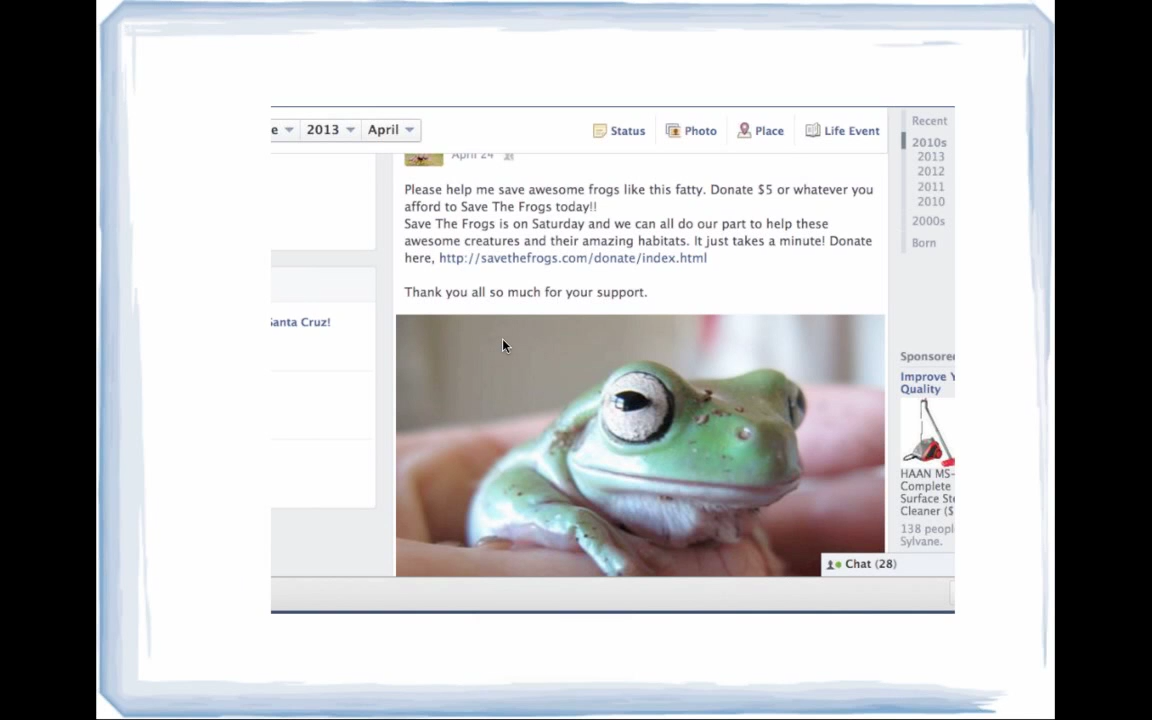 e 2013 April Status Photo Place Life Event
April 24
Please help me save awesome frogs like this fatty. Donate $5 or whatever you
afford to Save The Frogs today!!
Save The Frogs is on Saturday and we can all do our part to help these
awesome creatures and their amazing habitats. It just takes a minute! Donate
here, http://savethefrogs.com/donate/index.html
Thank you all so much for your support.
Santa Cruz!
Recent
2010s
2013
2012
2011
2010
2000s
Born
Sponsored
Improve Y
Quality
HAAN MS-
Complete
Surface Ste
Cleaner ($
138 peopl
Sylvane.
Chat (28)